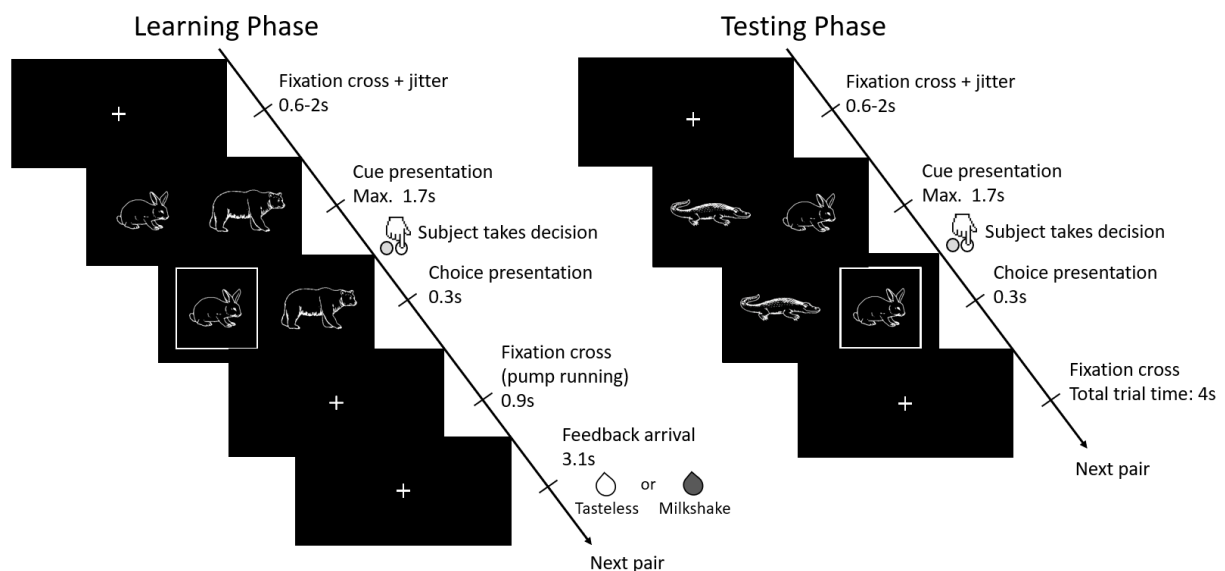 Learning Phase
Fixation cross + jitter
0.6-2s
Cue presentation
Max.  1.7s
Subject takes decision
Choice presentation
0.3s
Fixation cross
(pump running)
0.9s
Feedback arrival
3.1s
or
Tasteless
Milkshake
Next pair
Testing Phase
Fixation cross + jitter
0.6-2s
Cue presentation
Max.  1.7s
Subject takes decision
Choice presentation
0.3s
Fixation cross
Total trial time: 4s
Next pair